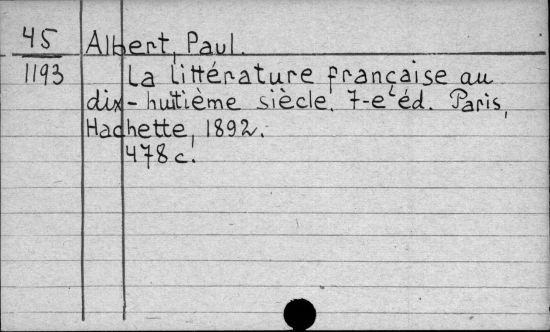 45 Albert, Paul.
1193 La littérature française au
dix-huitième siècle. 7-e éd. Paris,
Hachette, 1892.
478 c.